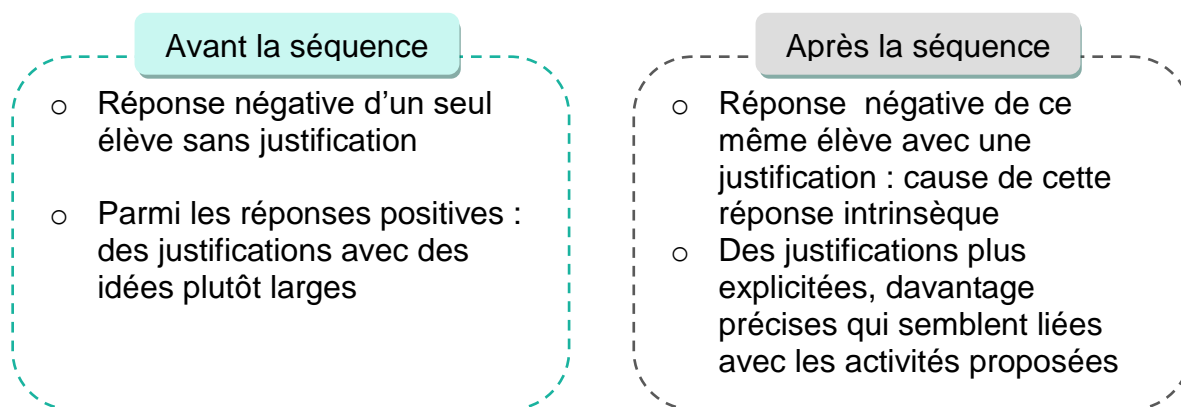 Avant la séquence
o Réponse négative d’un seul
élève sans justification
o Parmi les réponses positives :
des justifications avec des
idées plutôt larges
Après la séquence
o Réponse négative de ce
même élève avec une
justification : cause de cette
réponse intrinsèque
o Des justifications plus
explicitées, davantage
précises qui semblent liées
avec les activités proposées